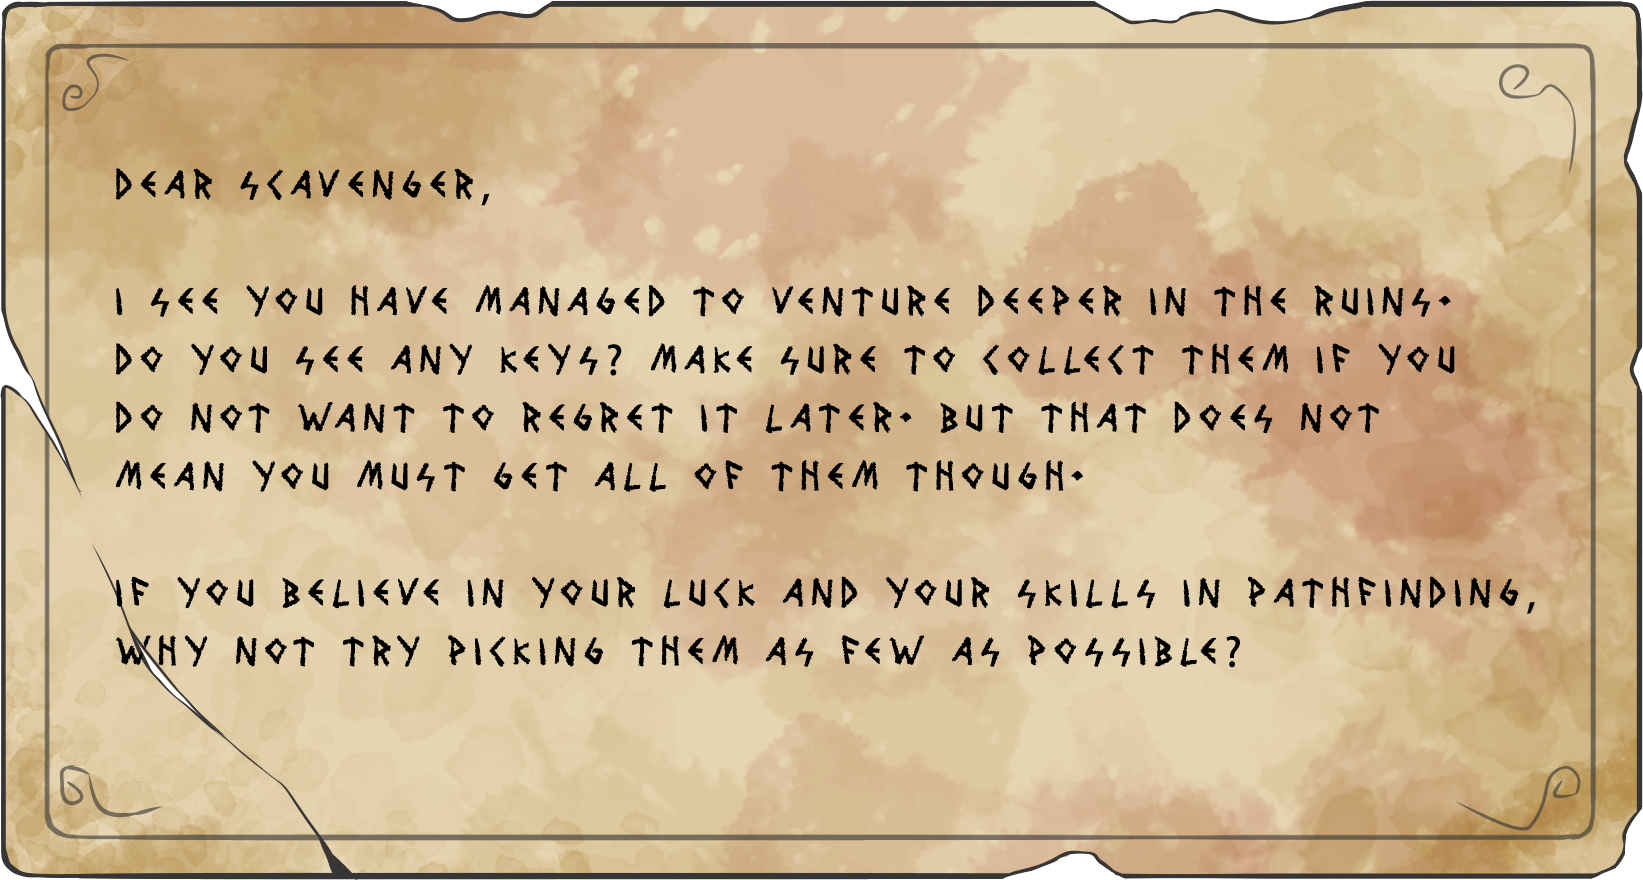 DEAR SCAVENGER,
I SEE YOU HAVE MANAGED TO VENTURE DEEPER IN THE RUINS.
DO YOU SEE ANY KEYS? MAKE SURE TO COLLECT THEM IF YOU
DO NOT WANT TO REGRET IT LATER. BUT THAT DOES NOT
MEAN YOU MUST GET ALL OF THEM THOUGH.
IF YOU BELIEVE IN YOUR LUCK AND YOUR SKILLS IN PATHFINDING,
WHY NOT TRY PICKING THEM AS FEW AS POSSIBLE?